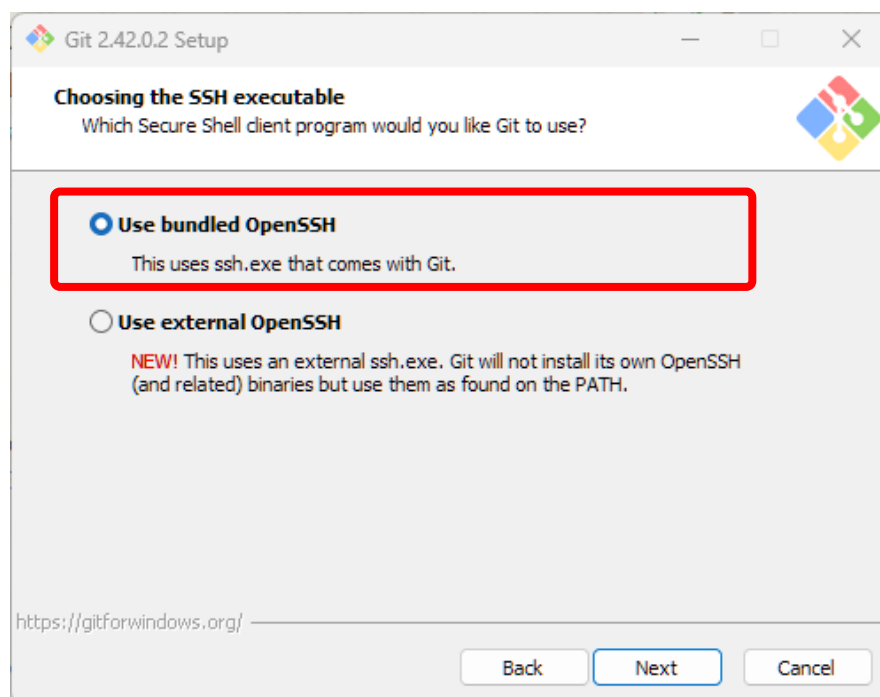 Git 2.42.0.2 Setup
Choosing the SSH executable
Which Secure Shell client program would you like Git to use?
Use bundled OpenSSH
This uses ssh.exe that comes with Git.
Use external OpenSSH
NEW! This uses an external ssh.exe. Git will not install its own OpenSSH
(and related) binaries but use them as found on the PATH.
https://gitforwindows.org/
Back Next Cancel